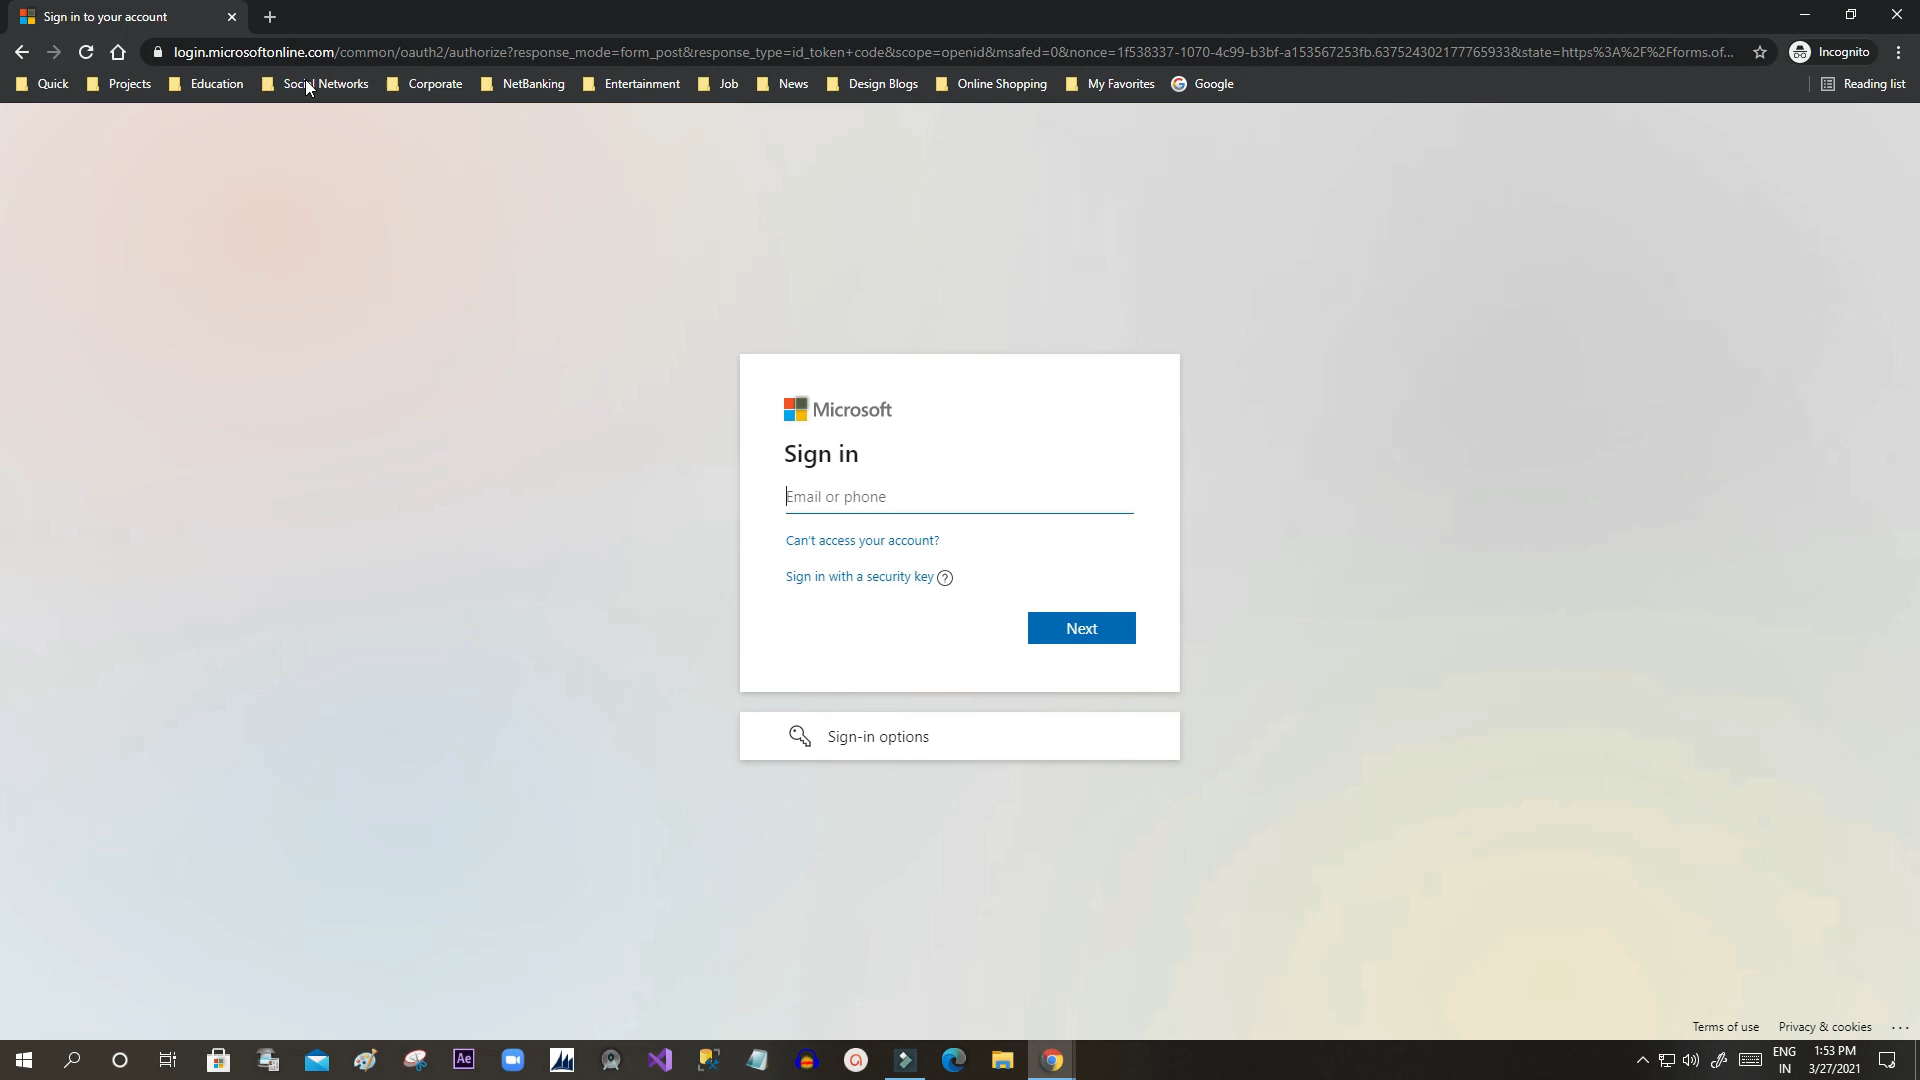 Sign in to your account
login.microsoftonline.com/common/oauth2/authorize?response_mode=form_post&response_type=id_token+code&scope=openid&msafed=0&nonce=1f538337-1070-4c99-b3bf-a153567253fb.637524302177765933&state=https%3A%2F%2Fforms.of...
Incognito
Quick Projects Education Social Networks Corporate NetBanking Entertainment Job News Design Blogs Online Shopping My Favorites Google Reading list
Microsoft
Sign in
Email or phone
Can't access your account?
Sign in with a security key ?
Next
Sign-in options
Terms of use Privacy & cookies ...
Ae
ENG
IN
1:53 PM
3/27/2021